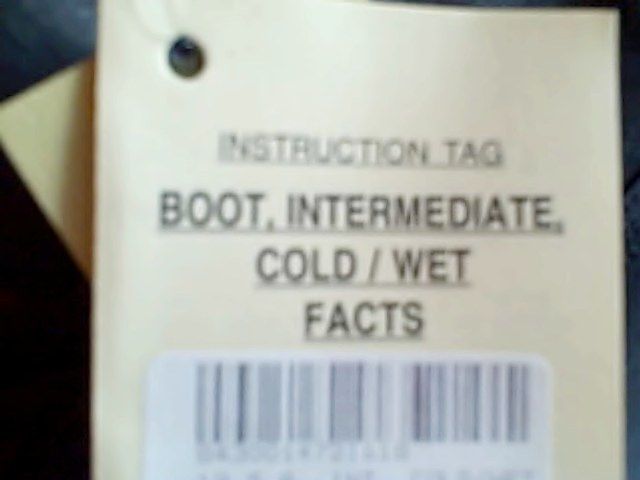 INSTRUCTION TAG
BOOT, INTERMEDIATE,
COLD / WET
FACTS